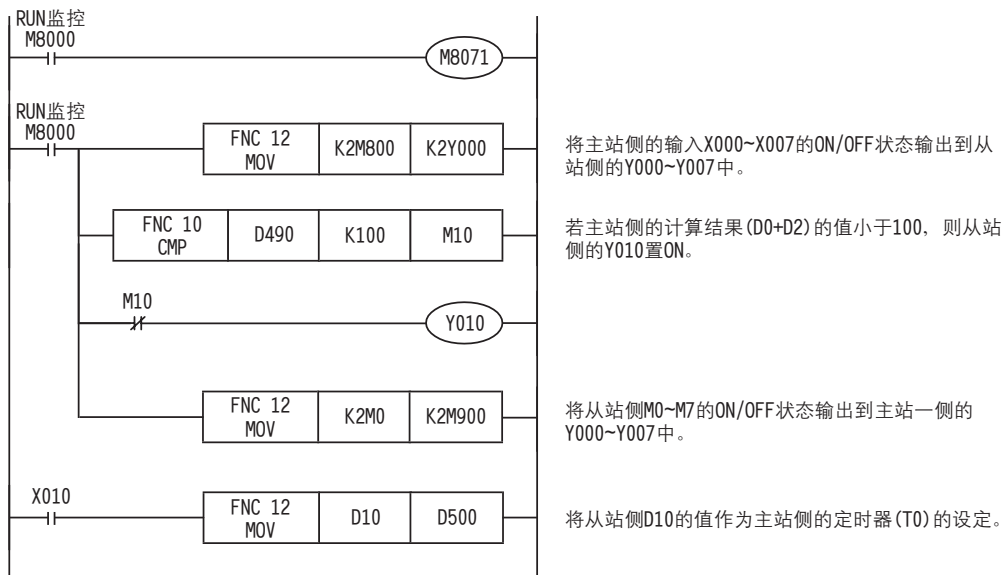 RUN监控
M8000
M8071
RUN监控
M8000
FNC 12
MOV
K2M800
K2Y000
将主站侧的输入X000~X007的ON/OFF状态输出到从
站侧的Y000~Y007中。
FNC 10
CMP
D490
K100
M10
若主站侧的计算结果(D0+D2)的值小于100，则从站
侧的Y010置ON。
M10
Y010
FNC 12
MOV
K2M0
K2M900
将从站侧M0~M7的ON/OFF状态输出到主站一侧的
Y000~Y007中。
X010
FNC 12
MOV
D10
D500
将从站侧D10的值作为主站侧的定时器(T0)的设定。